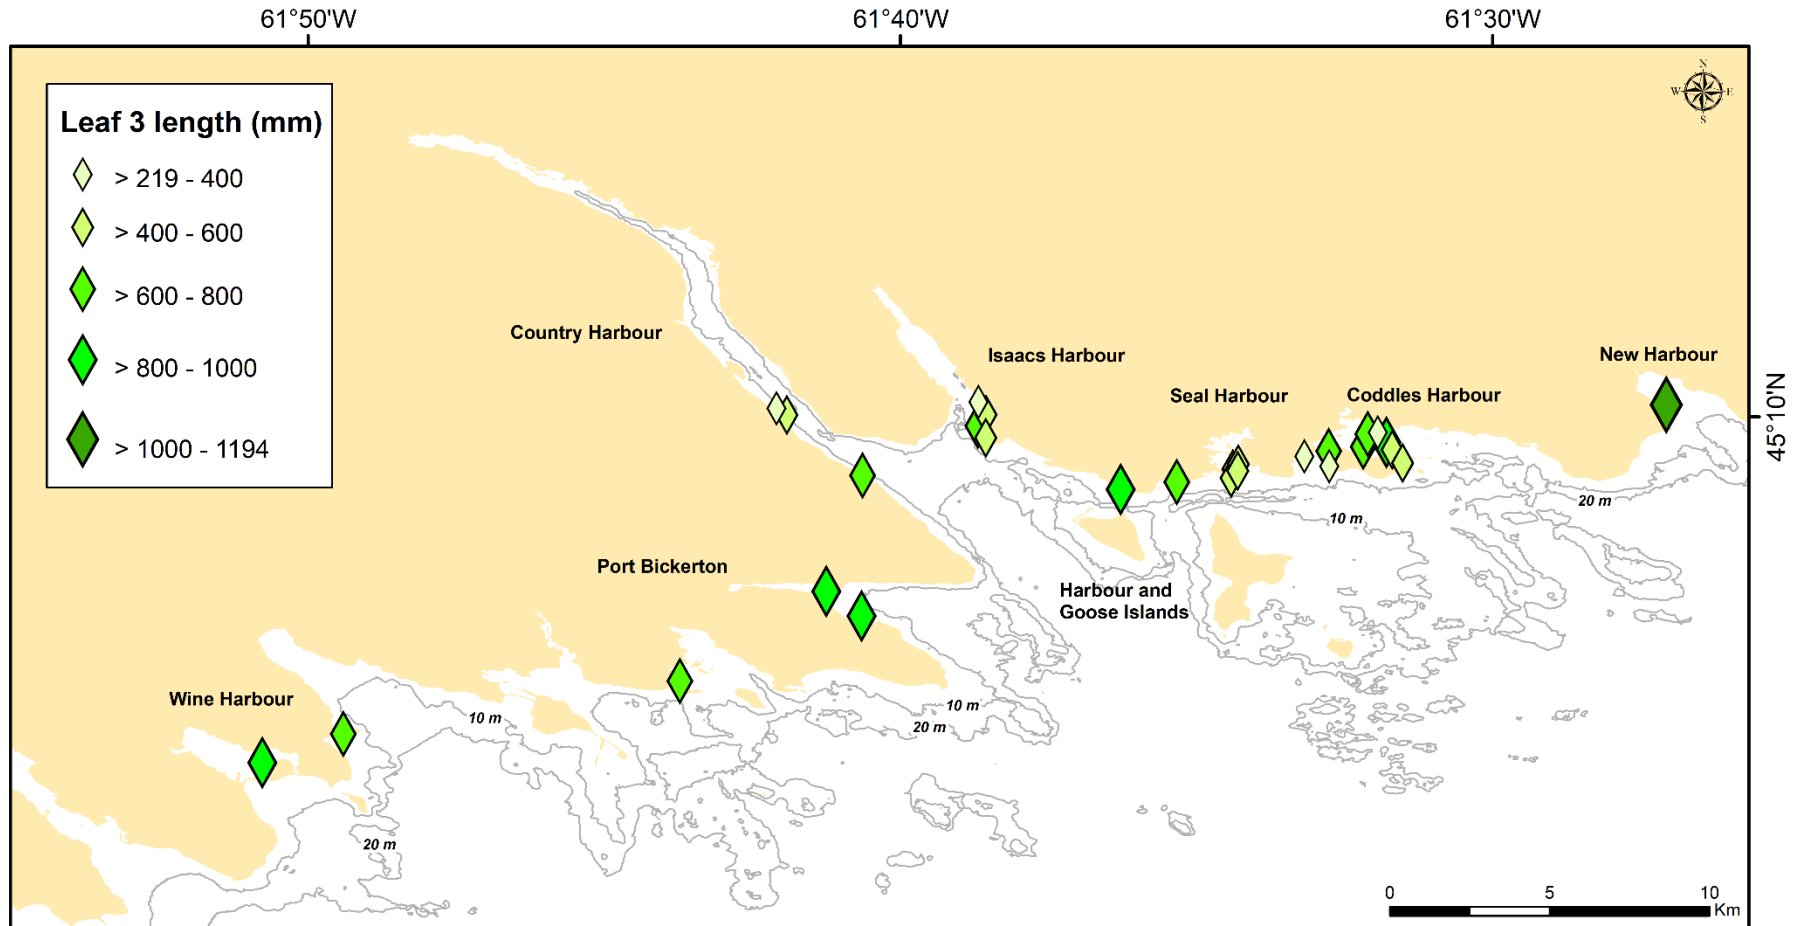 61°50'W
61°40'W
61°30'W
N
W
E
S
Leaf 3 length (mm)
> 219 - 400
> 400 - 600
> 600 - 800
> 800 - 1000
> 1000 - 1194
Country Harbour
Isaacs Harbour
New Harbour
Seal Harbour
Coddles Harbour
45°10'N
20 m
10 m
Port Bickerton
Harbour and
Goose Islands
Wine Harbour
10 m
10 m
20 m
20 m
0
5
10
Km